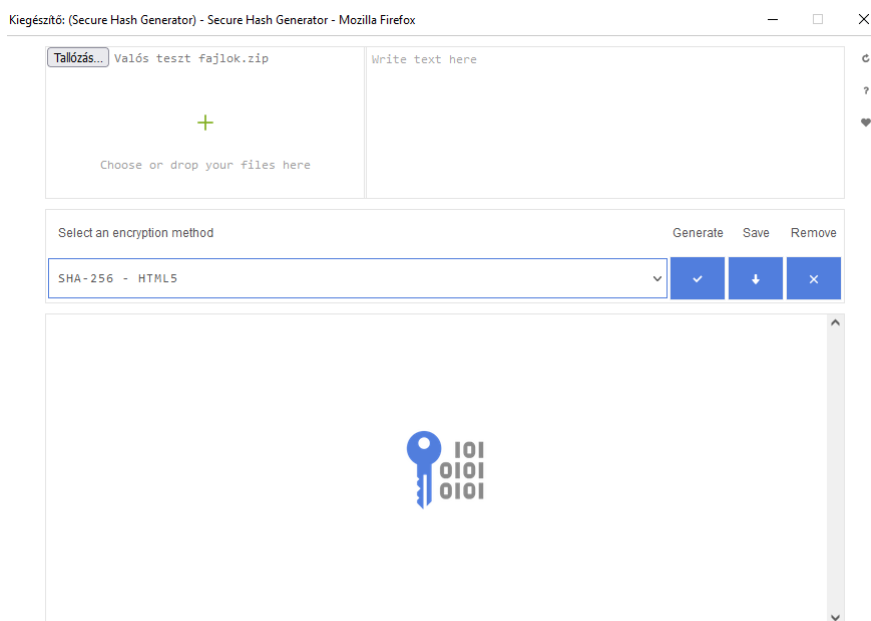 Kiegészítő: (Secure Hash Generator) - Secure Hash Generator - Mozilla Firefox
Tallózás... Valós teszt fajlok.zip
Write text here
?
Choose or drop your files here
Select an encryption method
Generate Save Remove
SHA-256 - HTML5
101
0101
0101